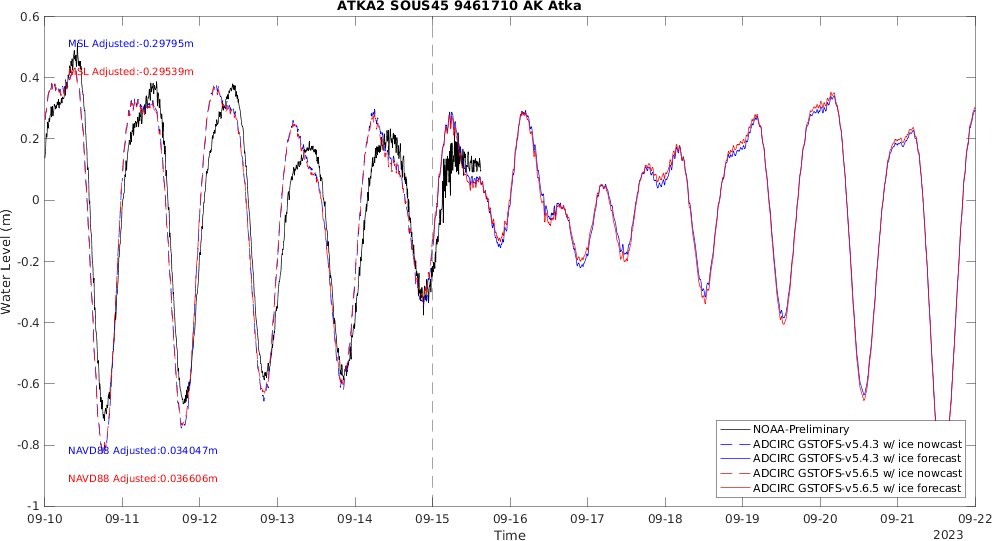 ATKA2 SOUS45 9461710 AK Atka
0.6
MSL Adjusted:-0.29795m
MSL Adjusted:-0.29539m
0.4
0.2
0
-0.2
-0.4
-0.6
-0.8
-1
Water Level (m)
NAVD88 Adjusted:0.034047m
NAVD88 Adjusted:0.036606m
NOAA-Preliminary
ADCIRC GSTOFS-v5.4.3 w/ ice nowcast
ADCIRC GSTOFS-v5.4.3 w/ ice forecast
ADCIRC GSTOFS-v5.6.5 w/ ice nowcast
ADCIRC GSTOFS-v5.6.5 w/ ice forecast
09-10 09-11 09-12 09-13 09-14 09-15 09-16 09-17 09-18 09-19 09-20 09-21 09-22
Time
2023